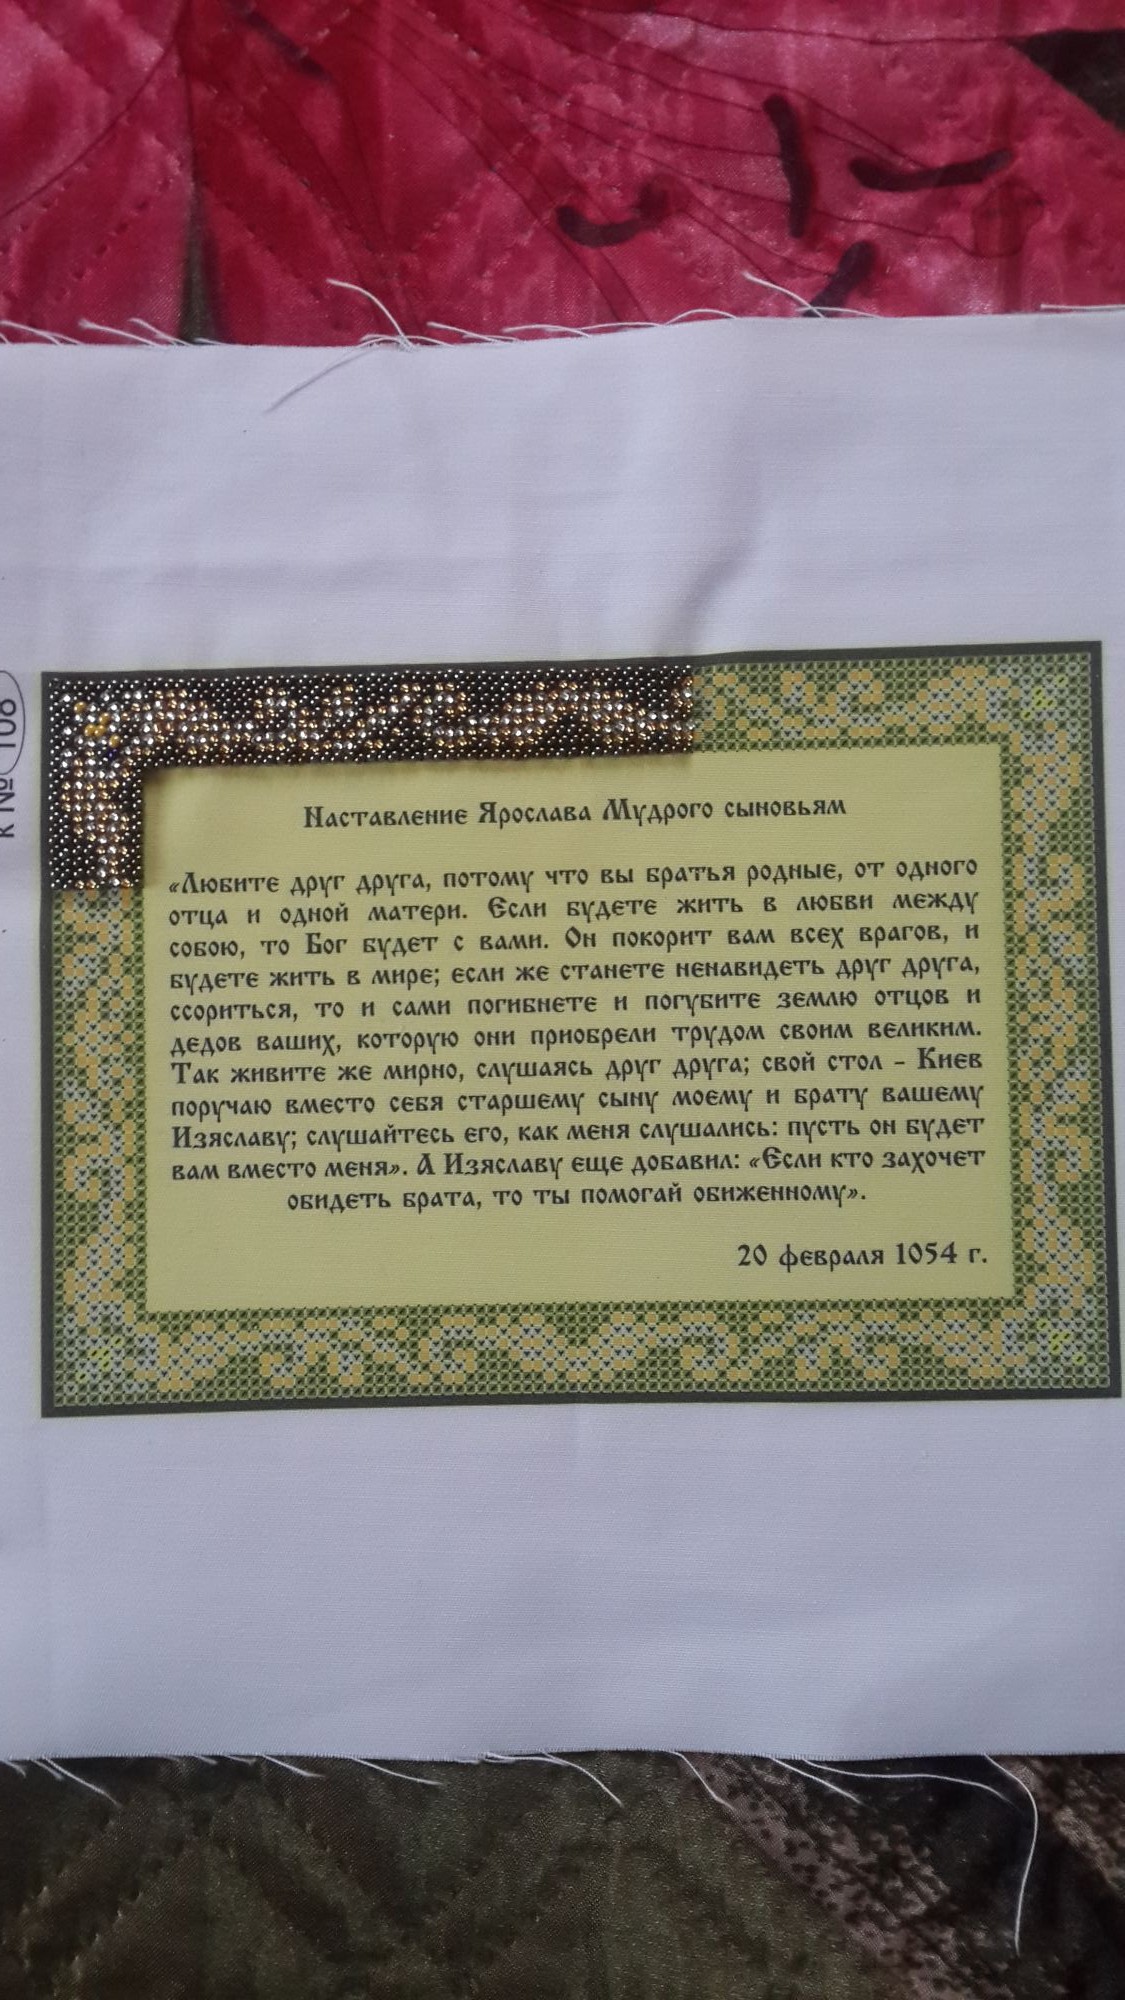 к № 108
Наставление Ярослава Мудрого сыновьям
«Любите друг друга, потому что вы братья родные, от одного
отца и одной матери. Если будете жить в любви между
собою, то Бог будет с вами. Он покорит вам всех врагов, и
будете жить в мире; если же станете ненавидеть друг друга,
ссориться, то и сами погибнете и погубите землю отцов и
дедов ваших, которую они приобрели трудом своим великим.
Так живите же мирно, слушаясь друг друга; свой стол - Киев
поручаю вместо себя старшему сыну моему и брату вашему
Изяславу; слушайтесь его, как меня слушались: пусть он будет
вам вместо меня». А Изяславу еще добавил: «Если кто захочет
обидеть брата, то ты помогай обиженному».
20 февраля 1054 г.